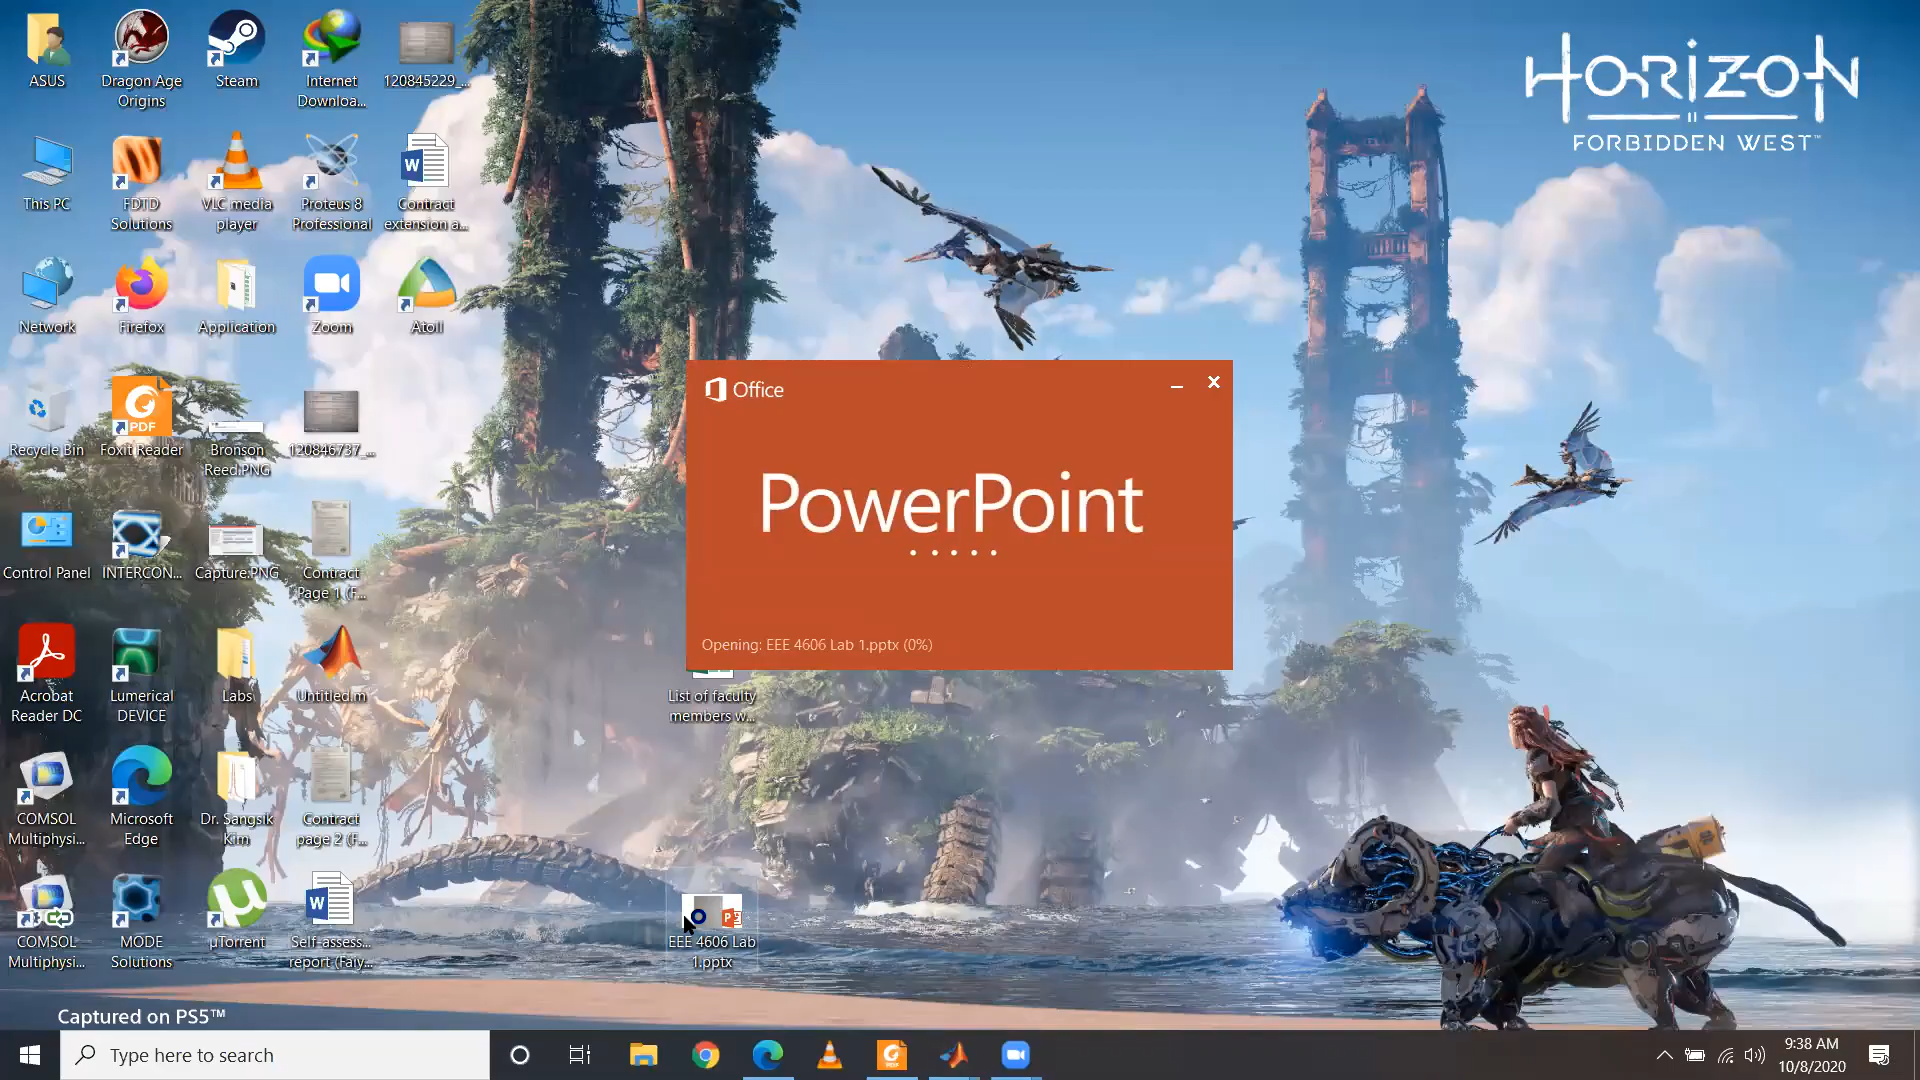 ASUS
Dragon Age
Origins
Steam
Internet
Downloa...
120845229_...
This PC
FDTD
Solutions
VLC media
player
Proteus 8
Professional
Contract
extension a...
Network
Firefox
Application
Zoom
Atoll
Recycle Bin
Foxit Reader
Bronson
Reed.PNG
120846737_...
Control Panel
INTERCON...
Capture.PNG
Contract
Page 1 (F...
Acrobat
Reader DC
Lumerical
DEVICE
Labs
Untitled.m
COMSOL
Multiphysi...
Microsoft
Edge
Dr. Sangsik
Kim
Contract
page 2 (F...
COMSOL
Multiphysi...
MODE
Solutions
µTorrent
Self-assess...
report (Faiy...
HORIZON
FORBIDDEN WEST™
Office
PowerPoint
Opening: EEE 4606 Lab 1.pptx (0%)
List of faculty
members w...
EEE 4606 Lab
1.pptx
Captured on PS5™
Type here to search
9:38 AM
10/8/2020